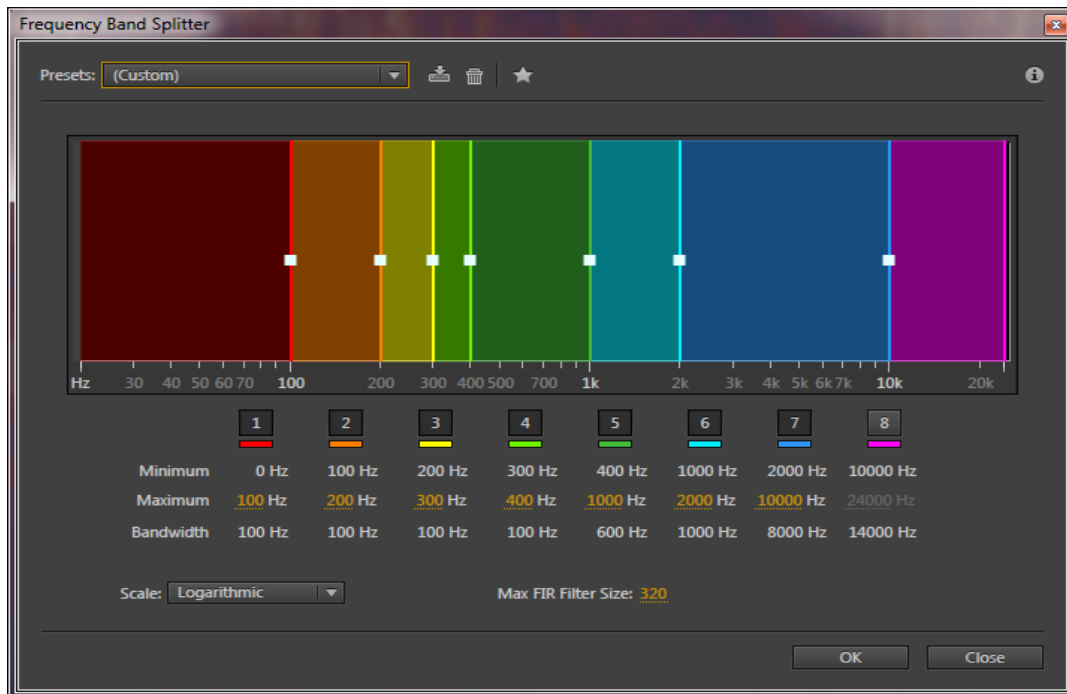 Frequency Band Splitter
Presets: (Custom)
Hz 30 40 50 60 70 100 200 300 400 500 700 1k 2k 3k 4k 5k 6k 7k 10k 20k
1 2 3 4 5 6 7 8
Minimum 0 Hz 100 Hz 200 Hz 300 Hz 400 Hz 1000 Hz 2000 Hz 10000 Hz
Maximum 100 Hz 200 Hz 300 Hz 400 Hz 1000 Hz 2000 Hz 10000 Hz 24000 Hz
Bandwidth 100 Hz 100 Hz 100 Hz 100 Hz 600 Hz 1000 Hz 8000 Hz 14000 Hz
Scale: Logarithmic Max FIR Filter Size: 320
OK Close